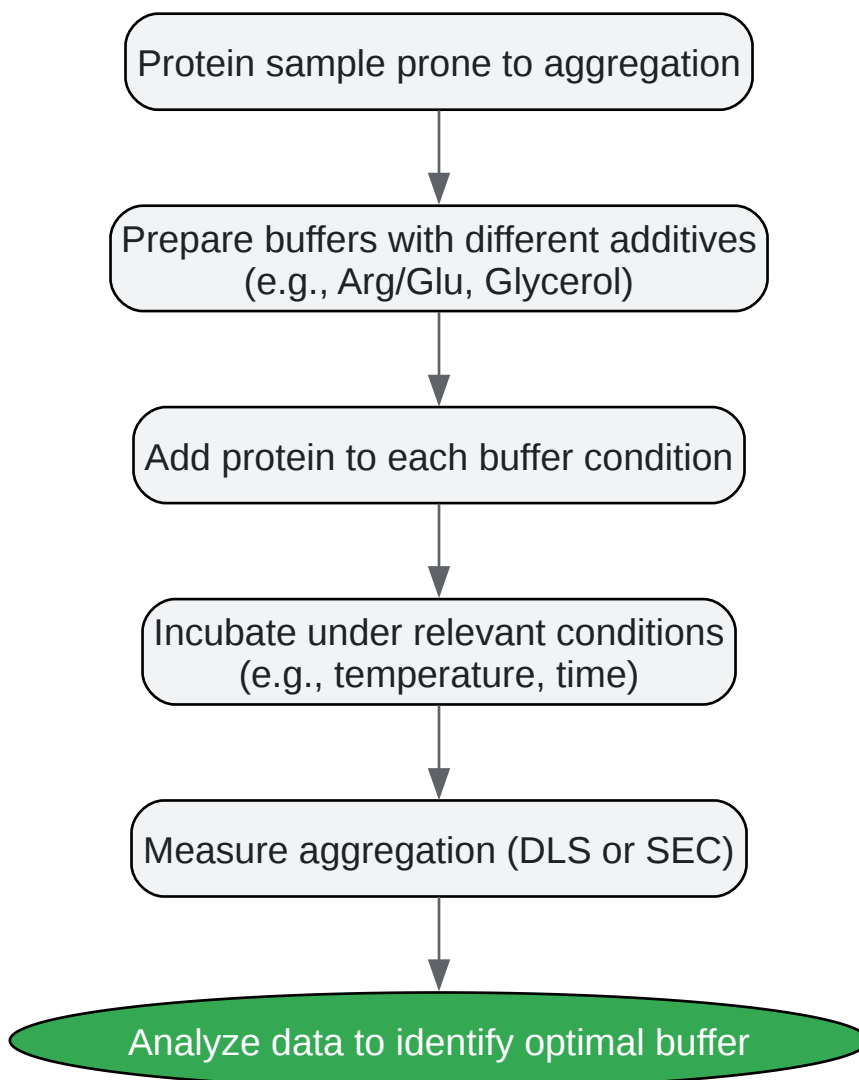 Protein sample prone to aggregation
Prepare buffers with different additives
(e.g., Arg/Glu, Glycerol)
Add protein to each buffer condition
Incubate under relevant conditions
(e.g., temperature, time)
Measure aggregation (DLS or SEC)
Analyze data to identify optimal buffer